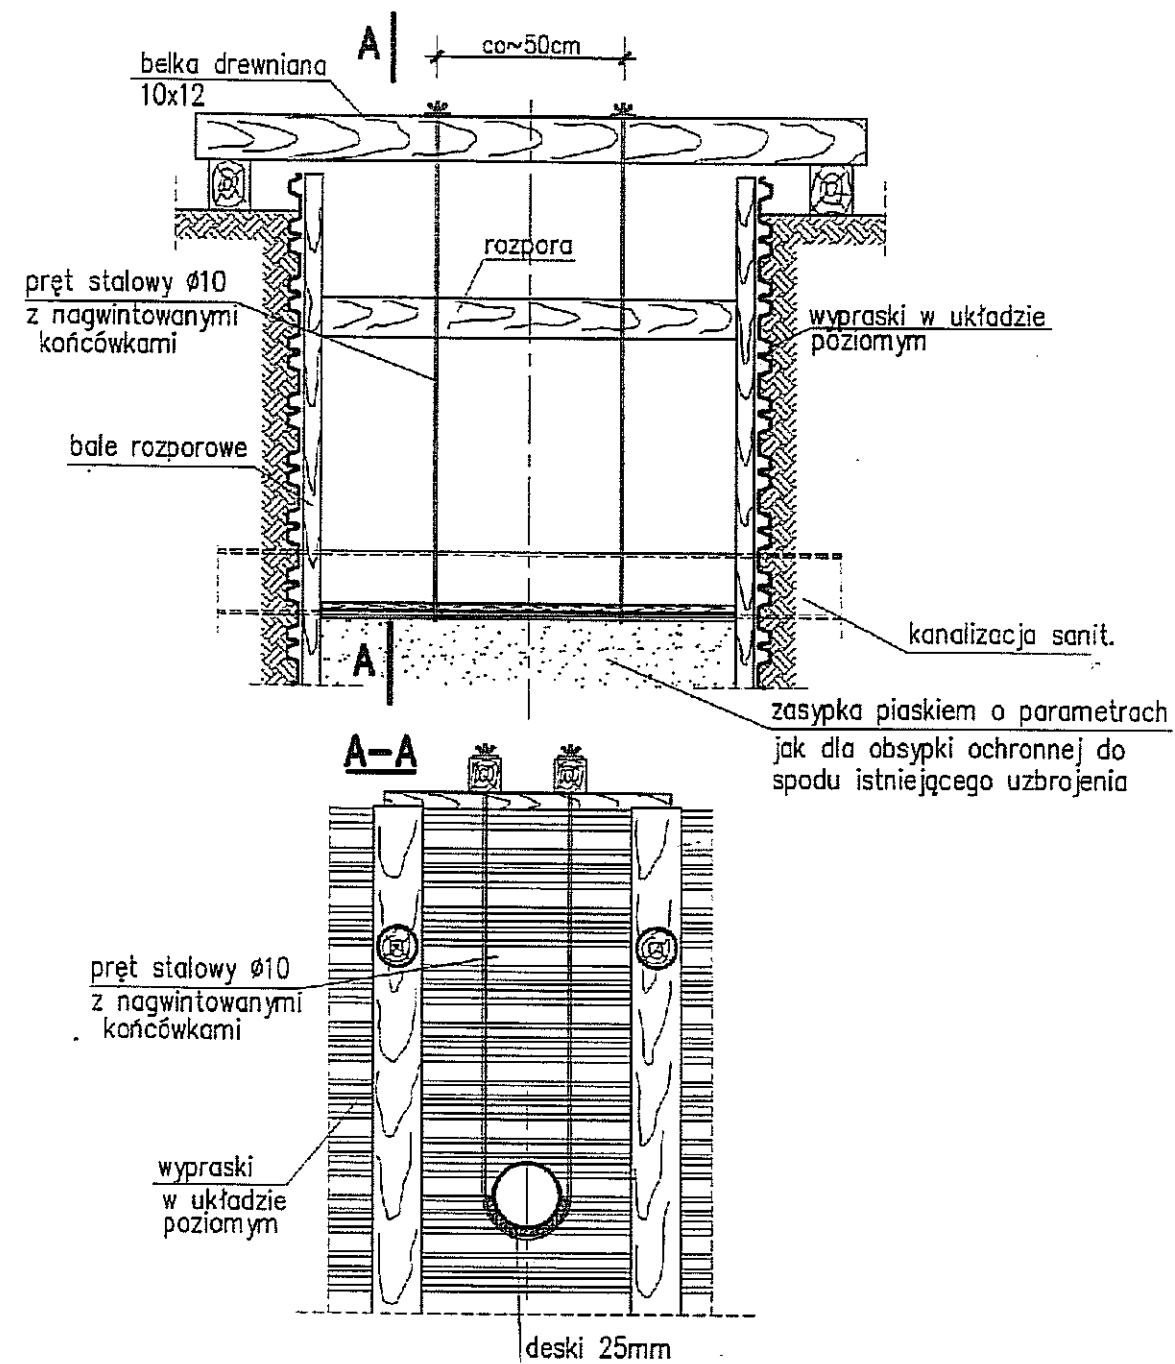 A
co~50cm
belka drewniana
10x12
rozpora
pręt stalowy ø10
z nagwintowanymi
końcówkami
wypraski w układzie
poziomym
bale rozporowe
kanalizacja sanit.
A
zasypka piaskiem o parametrach
jak dla obsypki ochronnej do
spodu istniejącego uzbrojenia
A-A
pręt stalowy ø10
z nagwintowanymi
końcówkami
wypraski
w układzie
poziomym
deski 25mm